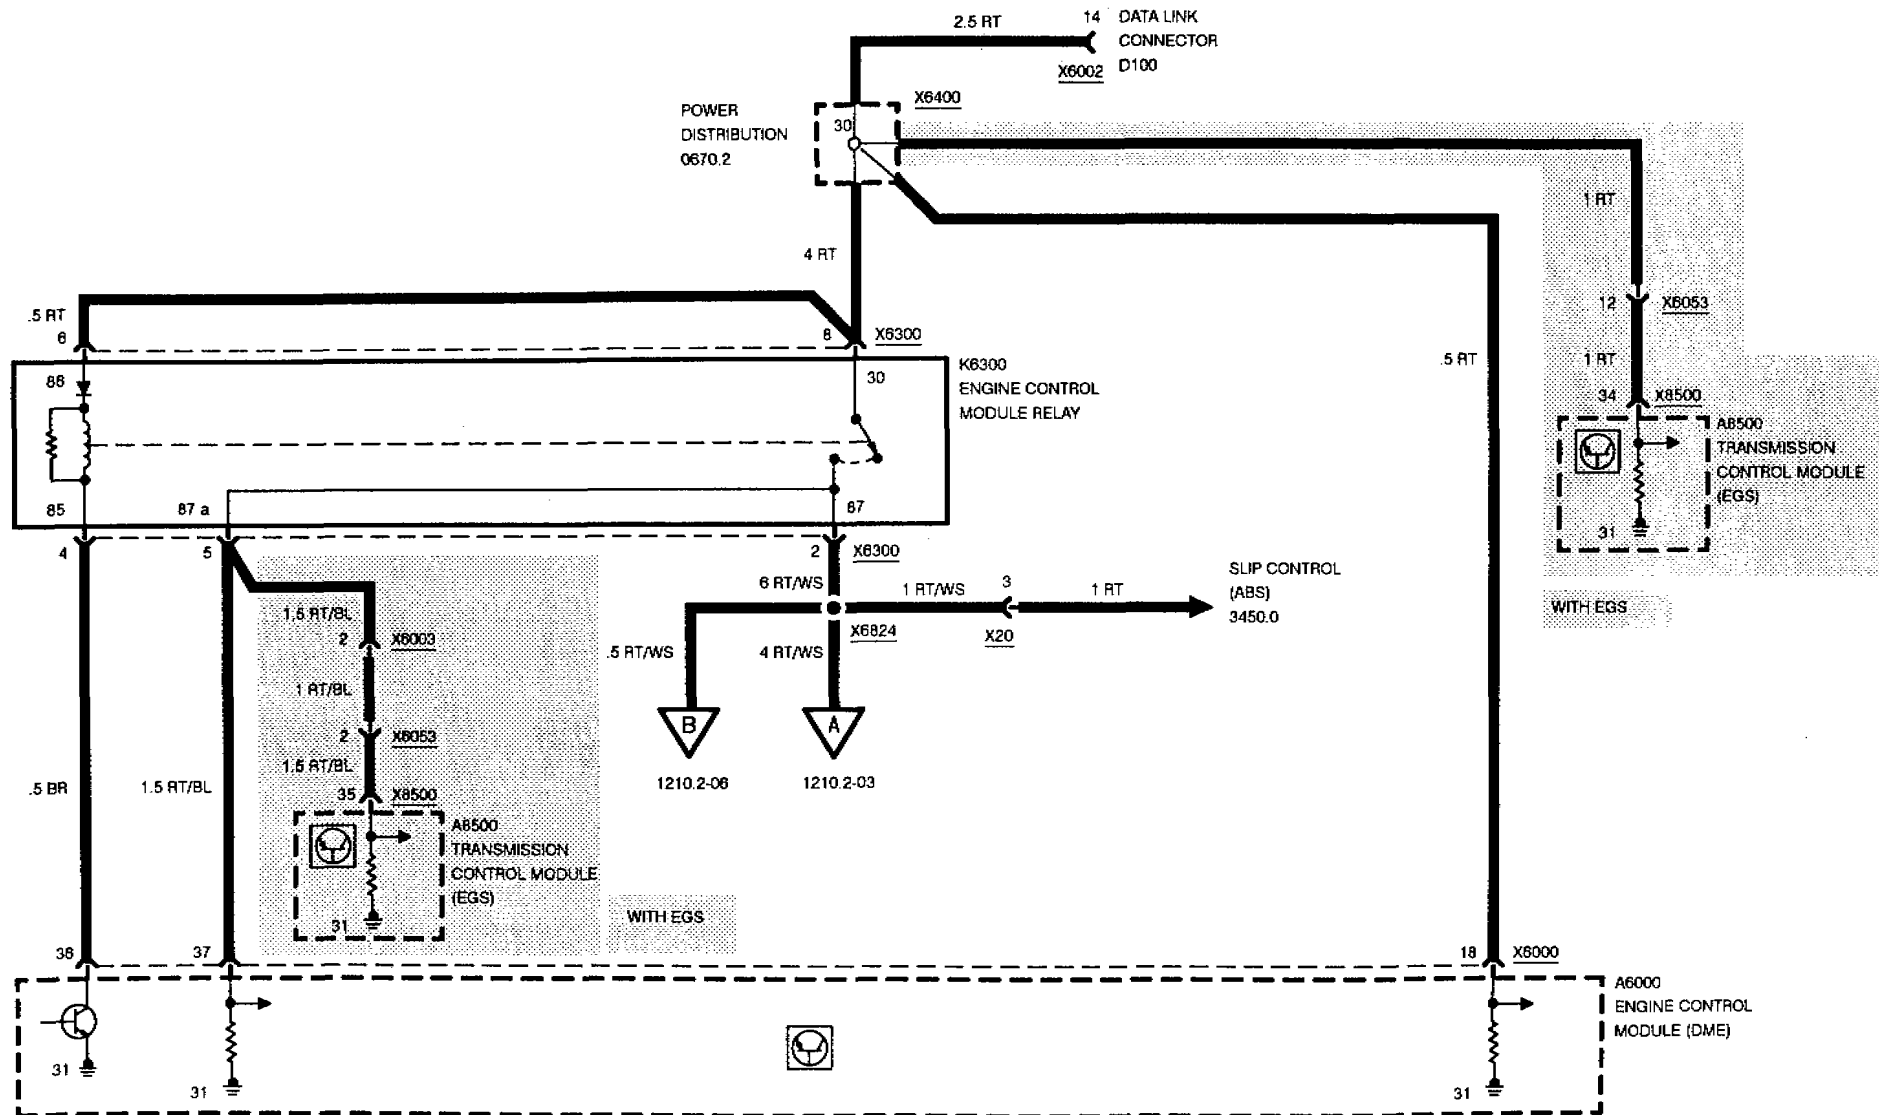 2.5 RT
14
DATA LINK
CONNECTOR
D100
X6002
X6400
POWER
DISTRIBUTION
0670.2
30
1 RT
4 RT
.5 RT
6
8
X6300
12
X6053
K6300
ENGINE CONTROL
MODULE RELAY
86
30
.5 RT
1 RT
34
X8500
A8500
TRANSMISSION
CONTROL MODULE
(EGS)
31
85
87 a
87
4
5
2
X6300
WITH EGS
6 RT/WS
1 RT/WS
3
1 RT
SLIP CONTROL
(ABS)
3450.0
X6824
X20
1.5 RT/BL
2
X6003
.5 RT/WS
4 RT/WS
1 RT/BL
B
A
2
X6053
1210.2-06
1210.2-03
1.5 RT/BL
.5 BR
1.5 RT/BL
35
X8500
A8500
TRANSMISSION
CONTROL MODULE
(EGS)
31
WITH EGS
38
37
18
X6000
A6000
ENGINE CONTROL
MODULE (DME)
31
31
31